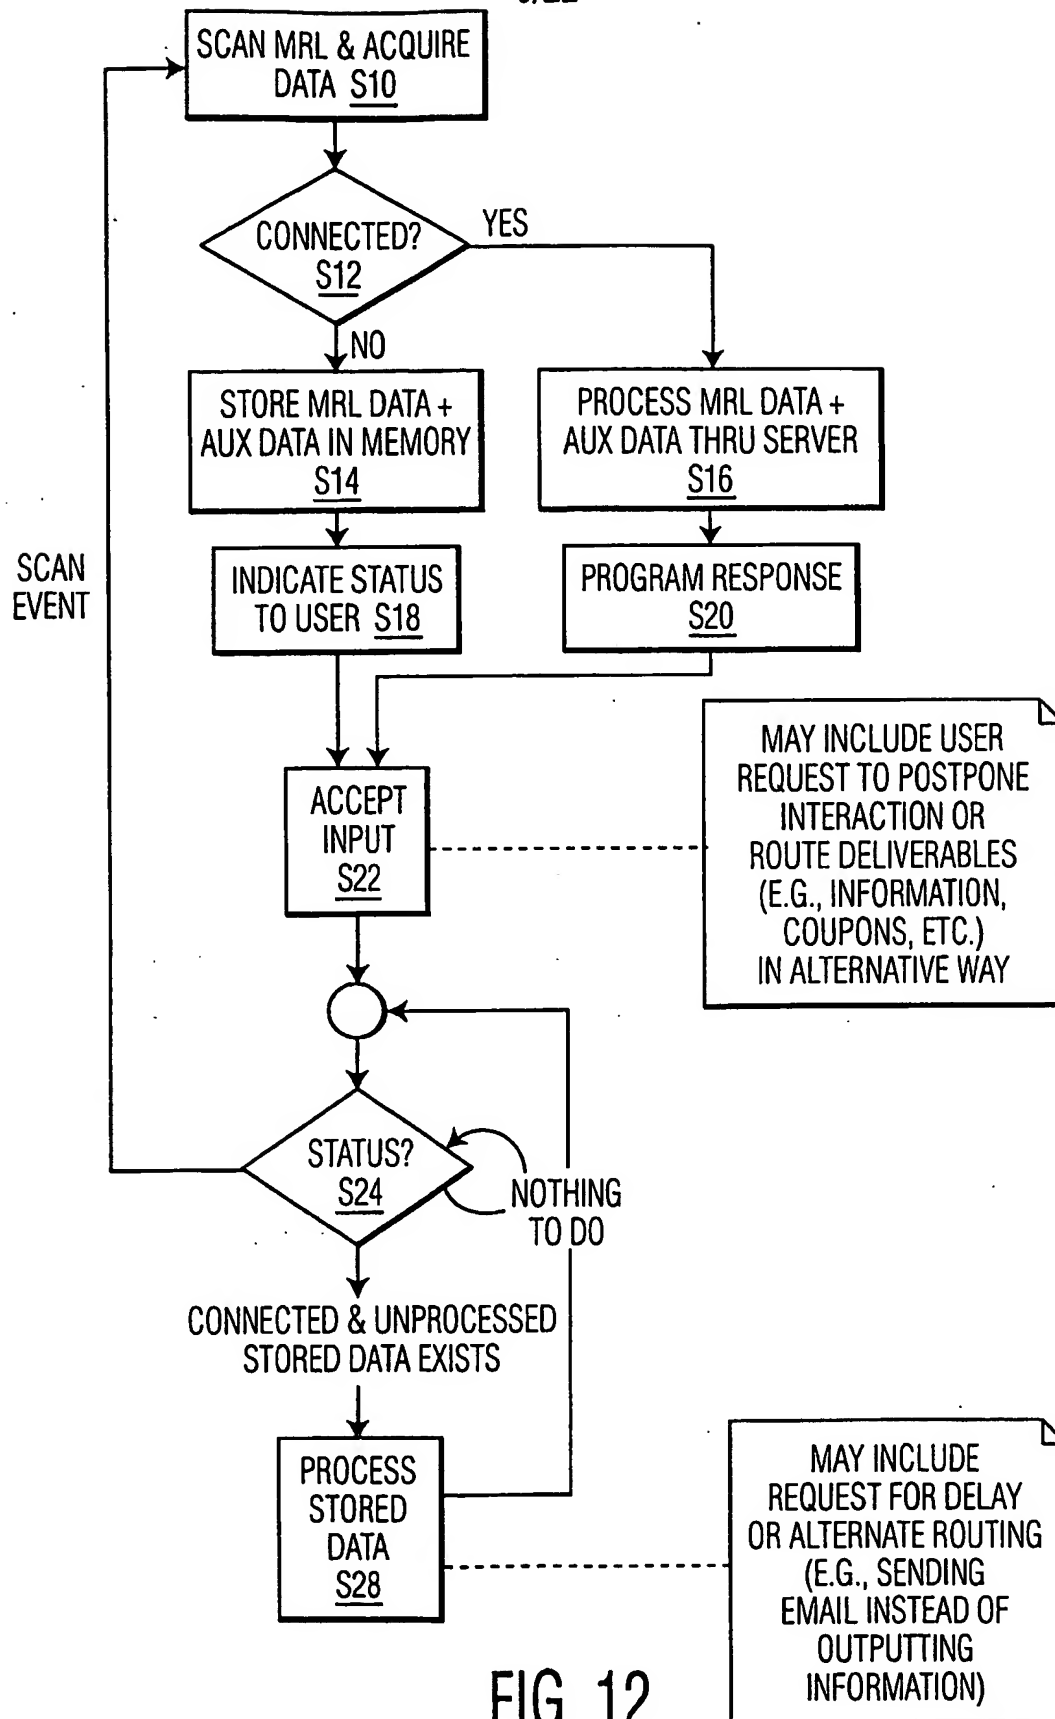 SCAN MRL & ACQUIRE
DATA S10
CONNECTED?
S12
YES
NO
STORE MRL DATA +
AUX DATA IN MEMORY
S14
PROCESS MRL DATA +
AUX DATA THRU SERVER
S16
SCAN
EVENT
INDICATE STATUS
TO USER S18
PROGRAM RESPONSE
S20
ACCEPT
INPUT
S22
MAY INCLUDE USER
REQUEST TO POSTPONE
INTERACTION OR
ROUTE DELIVERABLES
(E.G., INFORMATION,
COUPONS, ETC.)
IN ALTERNATIVE WAY
STATUS?
S24
NOTHING
TO DO
CONNECTED & UNPROCESSED
STORED DATA EXISTS
PROCESS
STORED
DATA
S28
MAY INCLUDE
REQUEST FOR DELAY
OR ALTERNATE ROUTING
(E.G., SENDING
EMAIL INSTEAD OF
OUTPUTTING
INFORMATION)
FIG 12